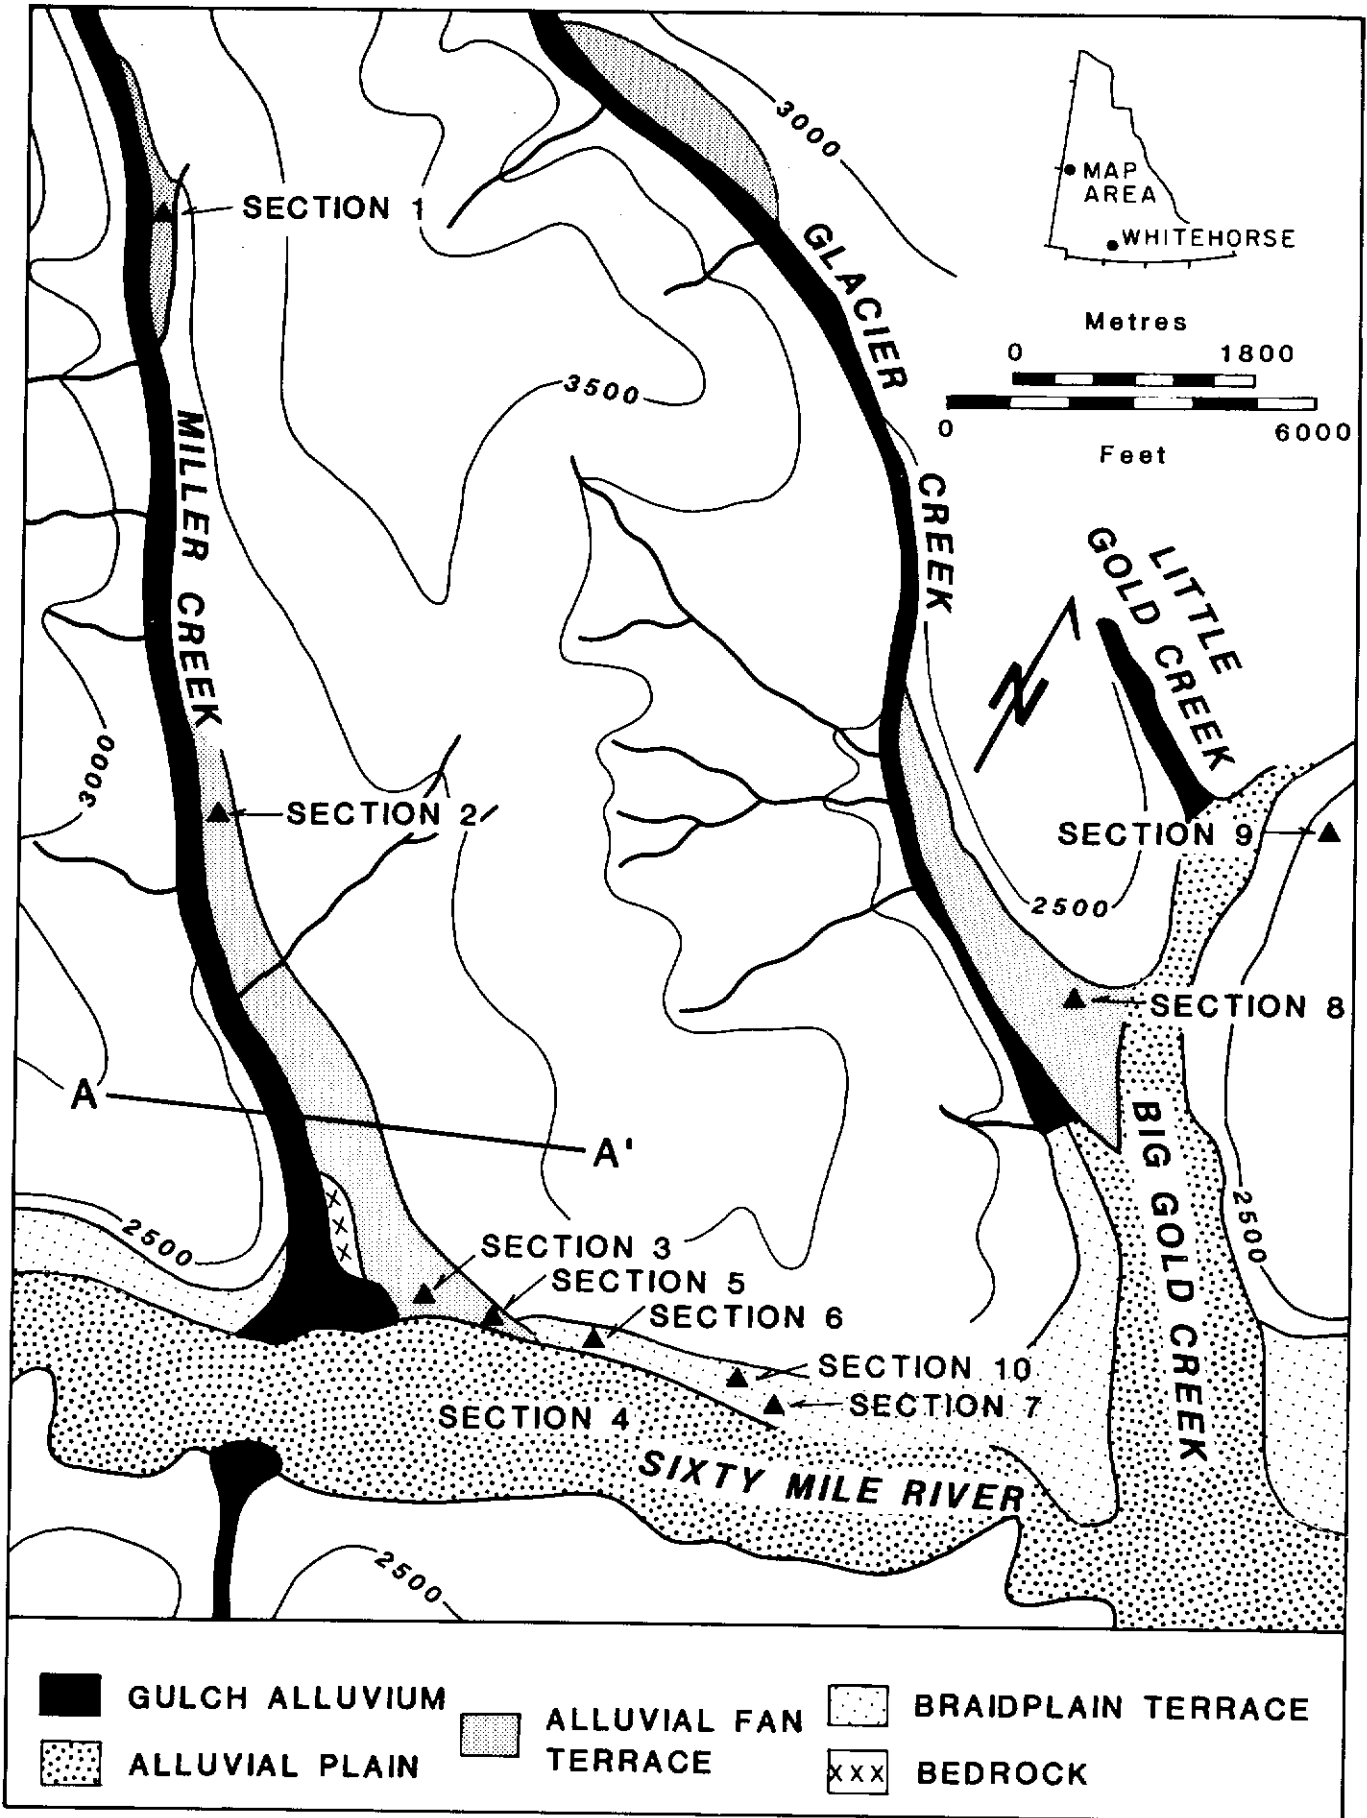 3000
MAP
AREA
WHITEHORSE
SECTION 1
GLACIER
CREEK
Metres
0 1800
0 6000
Feet
3500
MILLER CREEK
LITTLE
GOLD CREEK
N
3000
SECTION 2
SECTION 9
2500
SECTION 8
A
A'
BIG GOLD CREEK
2500
2500
SECTION 3
SECTION 5
SECTION 6
SECTION 10
SECTION 7
SECTION 4
SIXTY MILE RIVER
2500
GULCH ALLUVIUM
ALLUVIAL PLAIN
ALLUVIAL FAN
TERRACE
BRAIDPLAIN TERRACE
XXX
BEDROCK